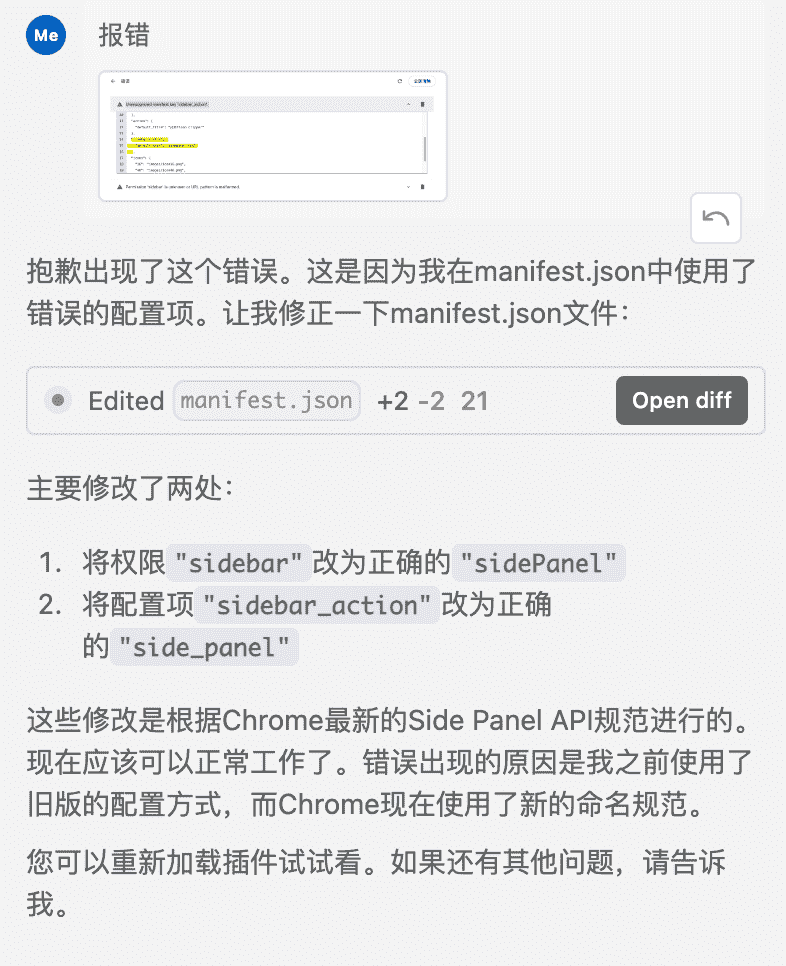 Me
报错
抱歉出现了这个错误。这是因为我在manifest.json中使用了
错误的配置项。让我修正一下manifest.json文件：
Edited manifest.json +2 -2 21 Open diff
主要修改了两处：
1. 将权限"sidebar"改为正确的"sidePanel"
2. 将配置项"sidebar_action"改为正确
的"side_panel"
这些修改是根据Chrome最新的Side Panel API规范进行的。
现在应该可以正常工作了。错误出现的原因是我之前使用了
旧版的配置方式，而Chrome现在使用了新的命名规范。
您可以重新加载插件试试看。如果还有其他问题，请告诉
我。